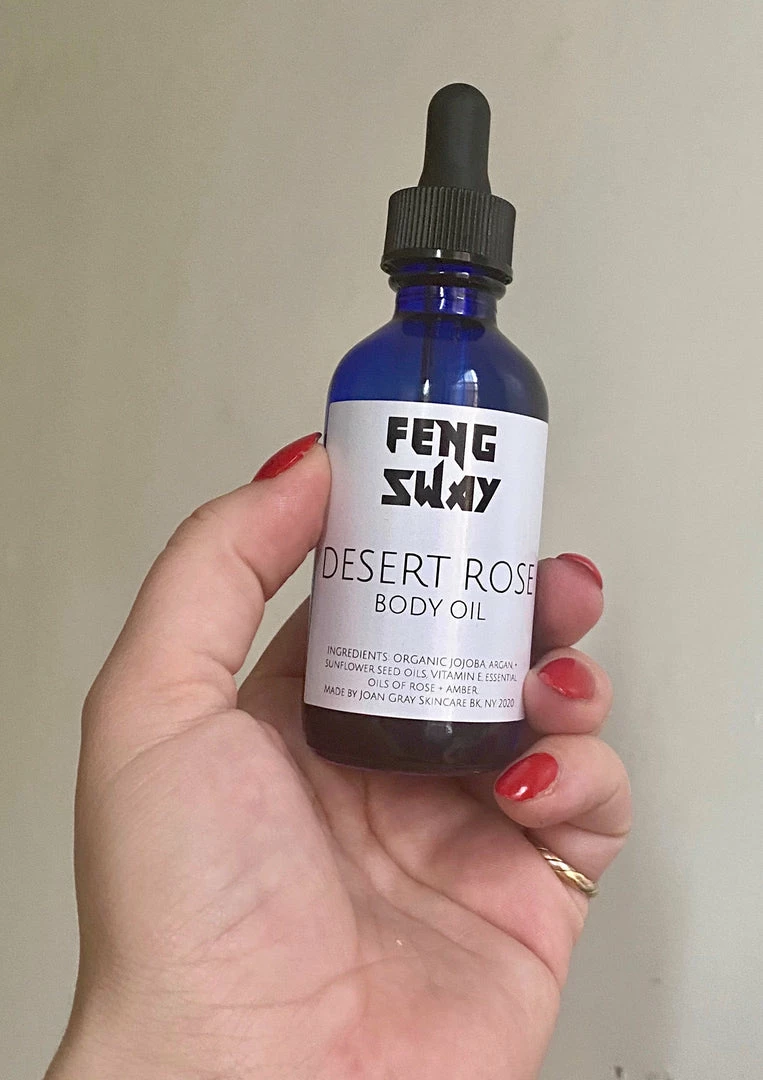 FENG
SWAY
DESERT ROSE
BODY OIL
INGREDIENTS: ORGANIC JOJOBA, ARGAN +
SUNFLOWER SEED OILS, VITAMIN E, ESSENTIAL
OILS OF ROSE + AMBER.
MADE BY JOAN GRAY SKINCARE BK, NY 2020